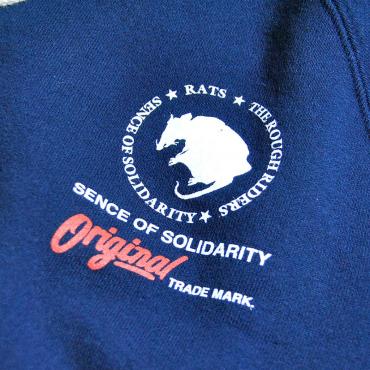 SENCE OF SOLIDARITY ★ RATS ★ THE ROUGH RIDERS ★
SENCE OF SOLIDARITY
Original
TRADE MARK.